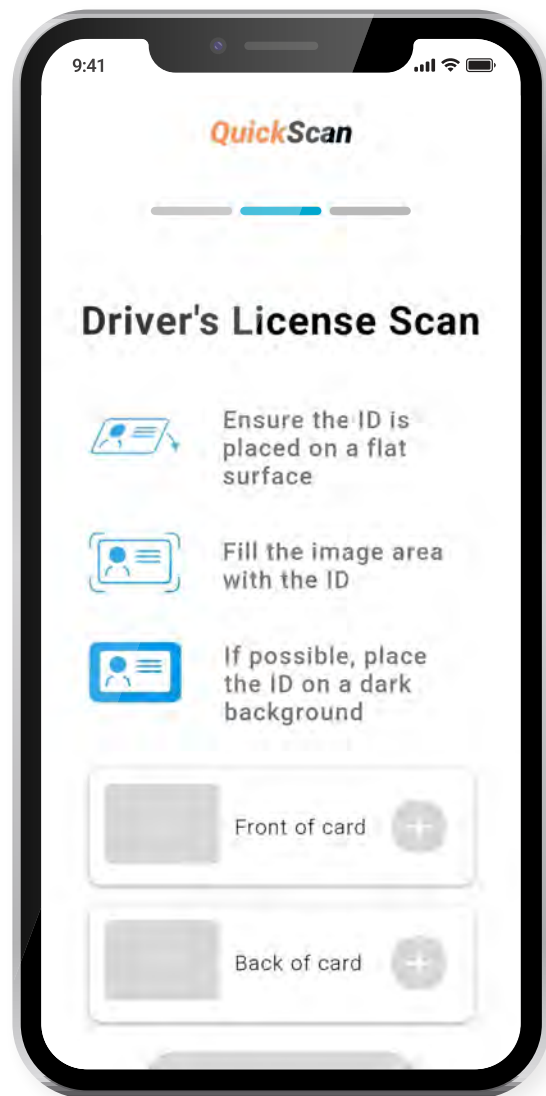 9:41
QuickScan
Driver's License Scan
Ensure the ID is
placed on a flat
surface
Fill the image area
with the ID
If possible, place
the ID on a dark
background
Front of card
Back of card